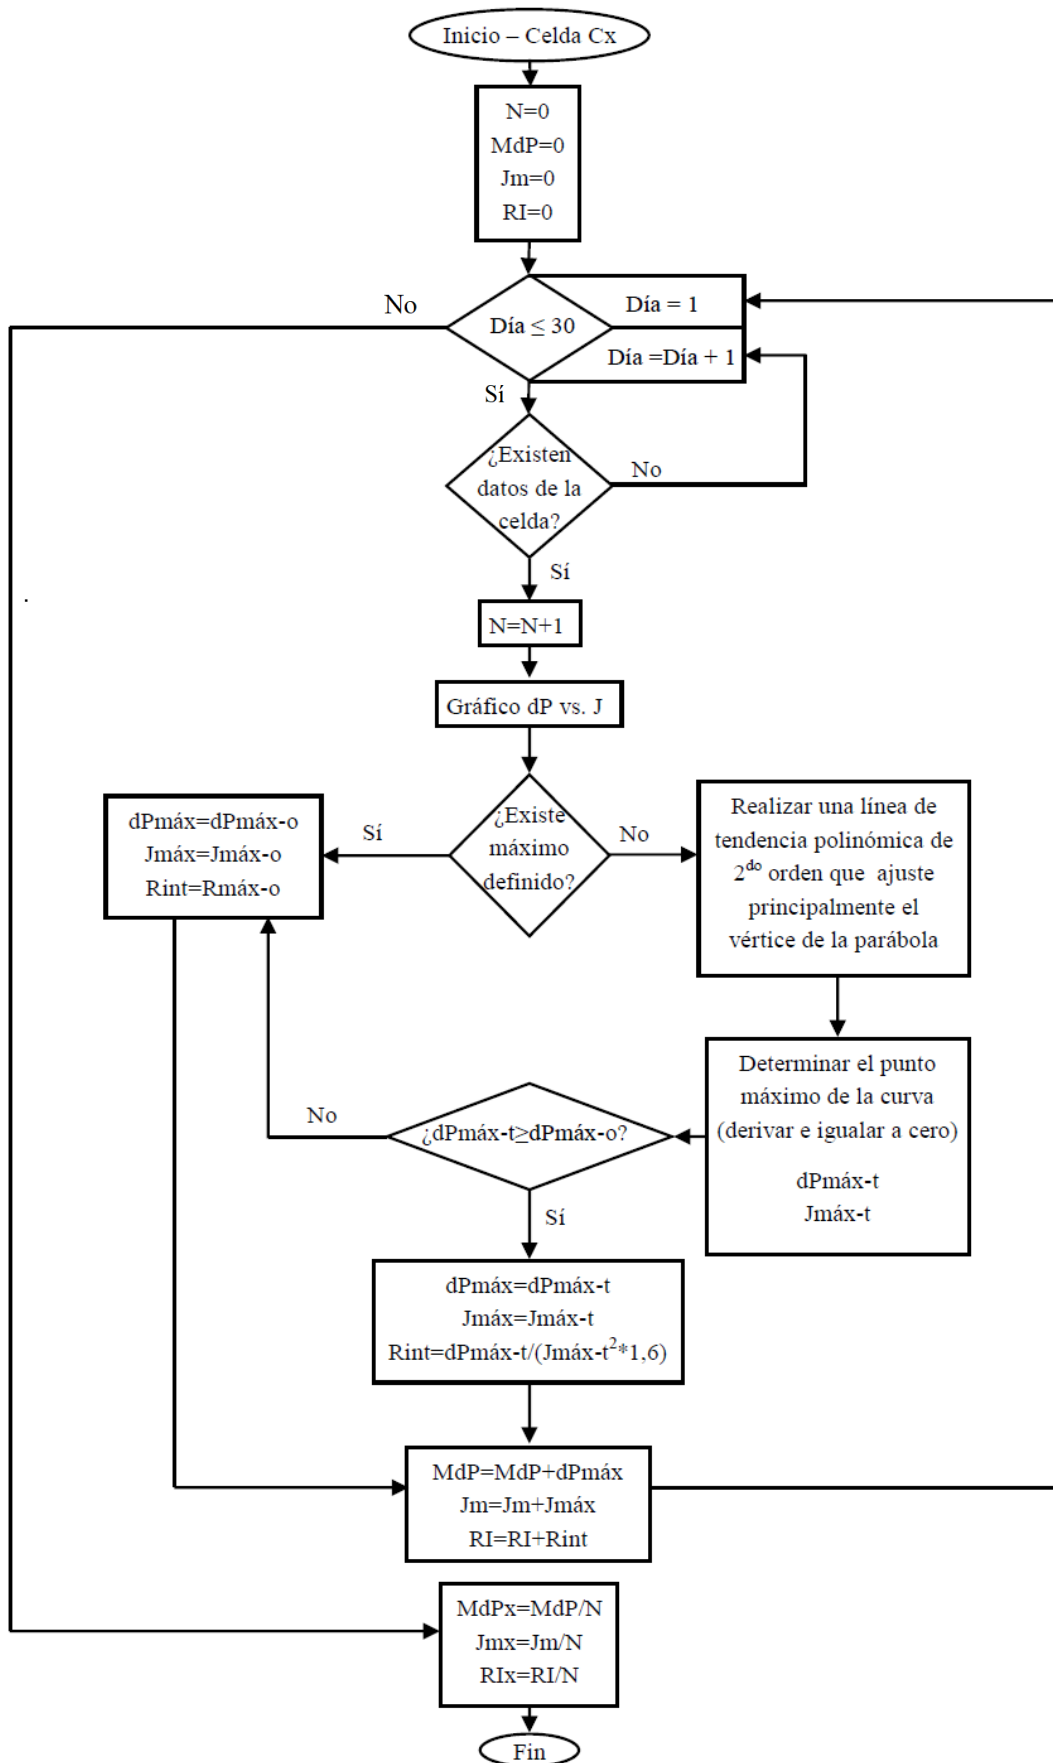 Inicio – Celda Cx
N=0
MdP=0
Jm=0
RI=0
No
Día ≤ 30
Día = 1
Día =Día + 1
Sí
¿Existen
datos de la
celda?
No
Sí
N=N+1
Gráfico dP vs. J
¿Existe
máximo
definido?
Sí
No
dPmáx=dPmáx-o
Jmáx=Jmáx-o
Rint=Rmáx-o
Realizar una línea de
tendencia polinómica de
2do orden que ajuste
principalmente el
vértice de la parábola
Determinar el punto
máximo de la curva
(derivar e igualar a cero)
dPmáx-t
Jmáx-t
¿dPmáx-t≥dPmáx-o?
No
Sí
dPmáx=dPmáx-t
Jmáx=Jmáx-t
Rint=dPmáx-t/(Jmáx-t²*1,6)
MdP=MdP+dPmáx
Jm=Jm+Jmáx
RI=RI+Rint
MdPx=MdP/N
Jmx=Jm/N
RIx=RI/N
Fin